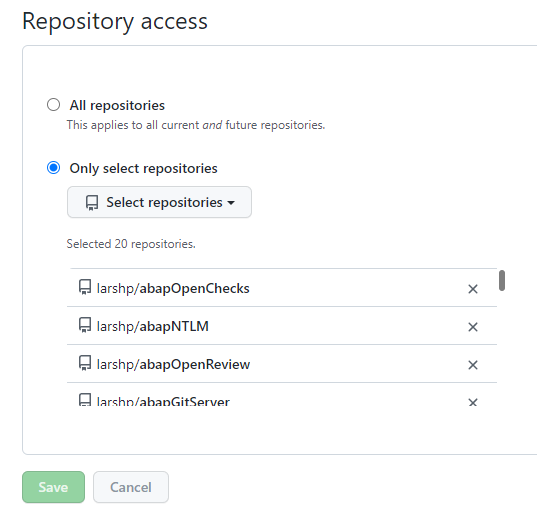 Repository access
All repositories
This applies to all current and future repositories.
Only select repositories
Select repositories
Selected 20 repositories.
larshp/abapOpenChecks
larshp/abapNTLM
larshp/abapOpenReview
larshp/abapGitServer
Save
Cancel